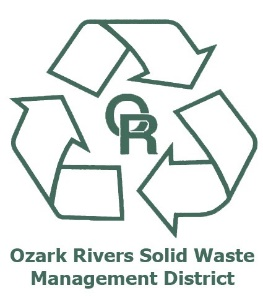 OR
Ozark Rivers Solid Waste
Management District